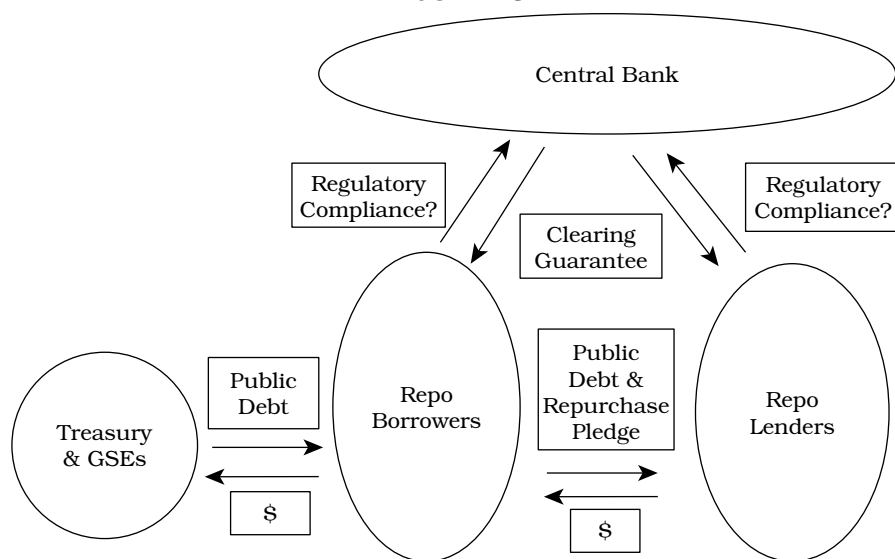 Central Bank
Regulatory
Compliance?
Regulatory
Compliance?
Clearing
Guarantee
Public
Debt
Public
Debt &
Repurchase
Pledge
Treasury
& GSEs
Repo
Borrowers
Repo
Lenders
$
$